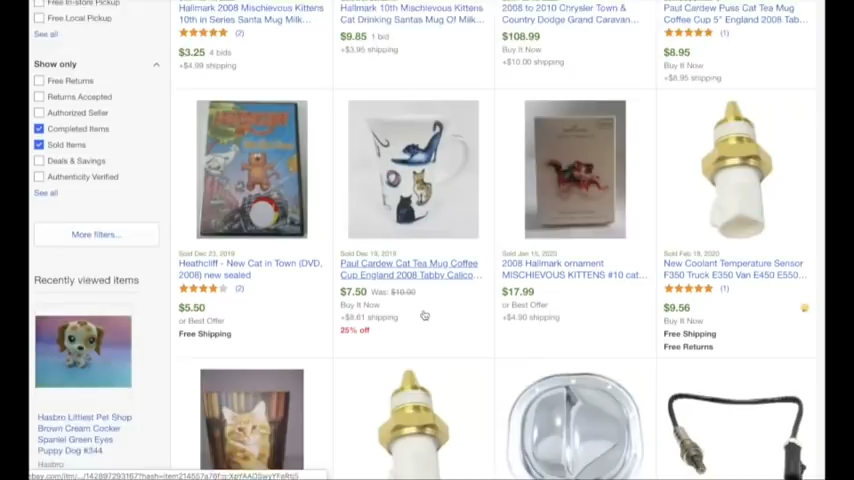 Free In-store Pickup
Free Local Pickup
See all
Show only
Free Returns
Returns Accepted
Authorized Seller
Completed Items
Sold Items
Deals & Savings
Authenticity Verified
See all
More filters...
Recently viewed items
Hasbro Littlest Pet Shop
Brown Cream Cocker
Spaniel Green Eyes
Puppy Dog #344
Hasbro
Hallmark 2008 Mischievous Kittens
10th in Series Santa Mug Milk...
(2)
$3.25 4 bids
+$4.99 shipping
Hallmark 10th Mischievous Kittens
Cat Drinking Santas Mug Of Milk...
$9.85 1 bid
+$3.95 shipping
2008 to 2010 Chrysler Town &
Country Dodge Grand Caravan...
$108.99
Buy It Now
+$10.00 shipping
Paul Cardew Puss Cat Tea Mug
Coffee Cup 5" England 2008 Tab...
(1)
$8.95
Buy It Now
+$8.95 shipping
Sold Dec 23, 2019
Heathcliff - New Cat in Town (DVD,
2008) new sealed
(2)
$5.50
or Best Offer
Free Shipping
Sold Dec 19, 2019
Paul Cardew Cat Tea Mug Coffee
Cup England 2008 Tabby Calico...
$7.50 Was: $10.00
Buy It Now
+$8.61 shipping
25% off
Sold Jan 15, 2020
2008 Hallmark ornament
MISCHIEVOUS KITTENS #10 cat...
$17.99
or Best Offer
+$4.90 shipping
Sold Feb 18, 2020
New Coolant Temperature Sensor
F350 Truck E350 Van E450 E550...
(1)
$9.56
Buy It Now
Free Shipping
Free Returns